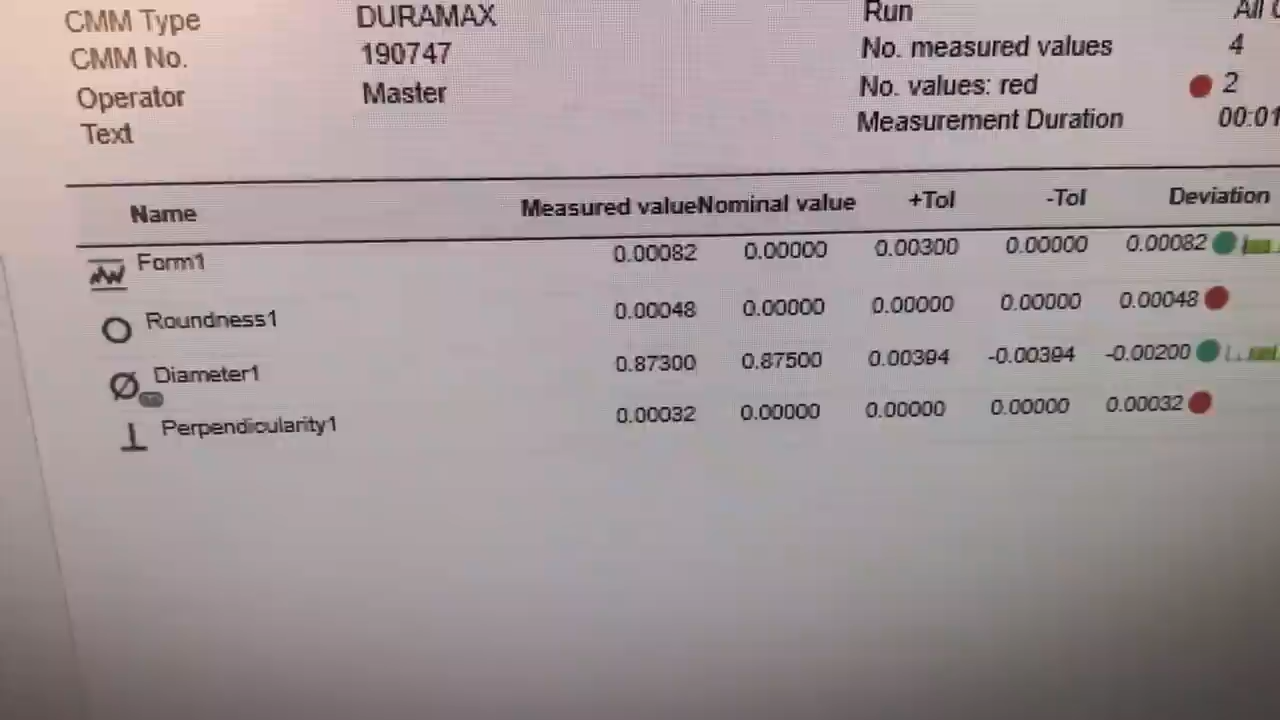 CMM Type DURAMAX Run All
CMM No. 190747 No. measured values 4
Operator Master No. values: red 2
Text Measurement Duration 00:01
Name Measured value Nominal value +Tol -Tol Deviation
Form1 0.00082 0.00000 0.00300 0.00000 0.00082
Roundness1 0.00048 0.00000 0.00000 0.00000 0.00048
Diameter1 0.87300 0.87500 0.00394 -0.00394 -0.00200
Perpendicularity1 0.00032 0.00000 0.00000 0.00000 0.00032